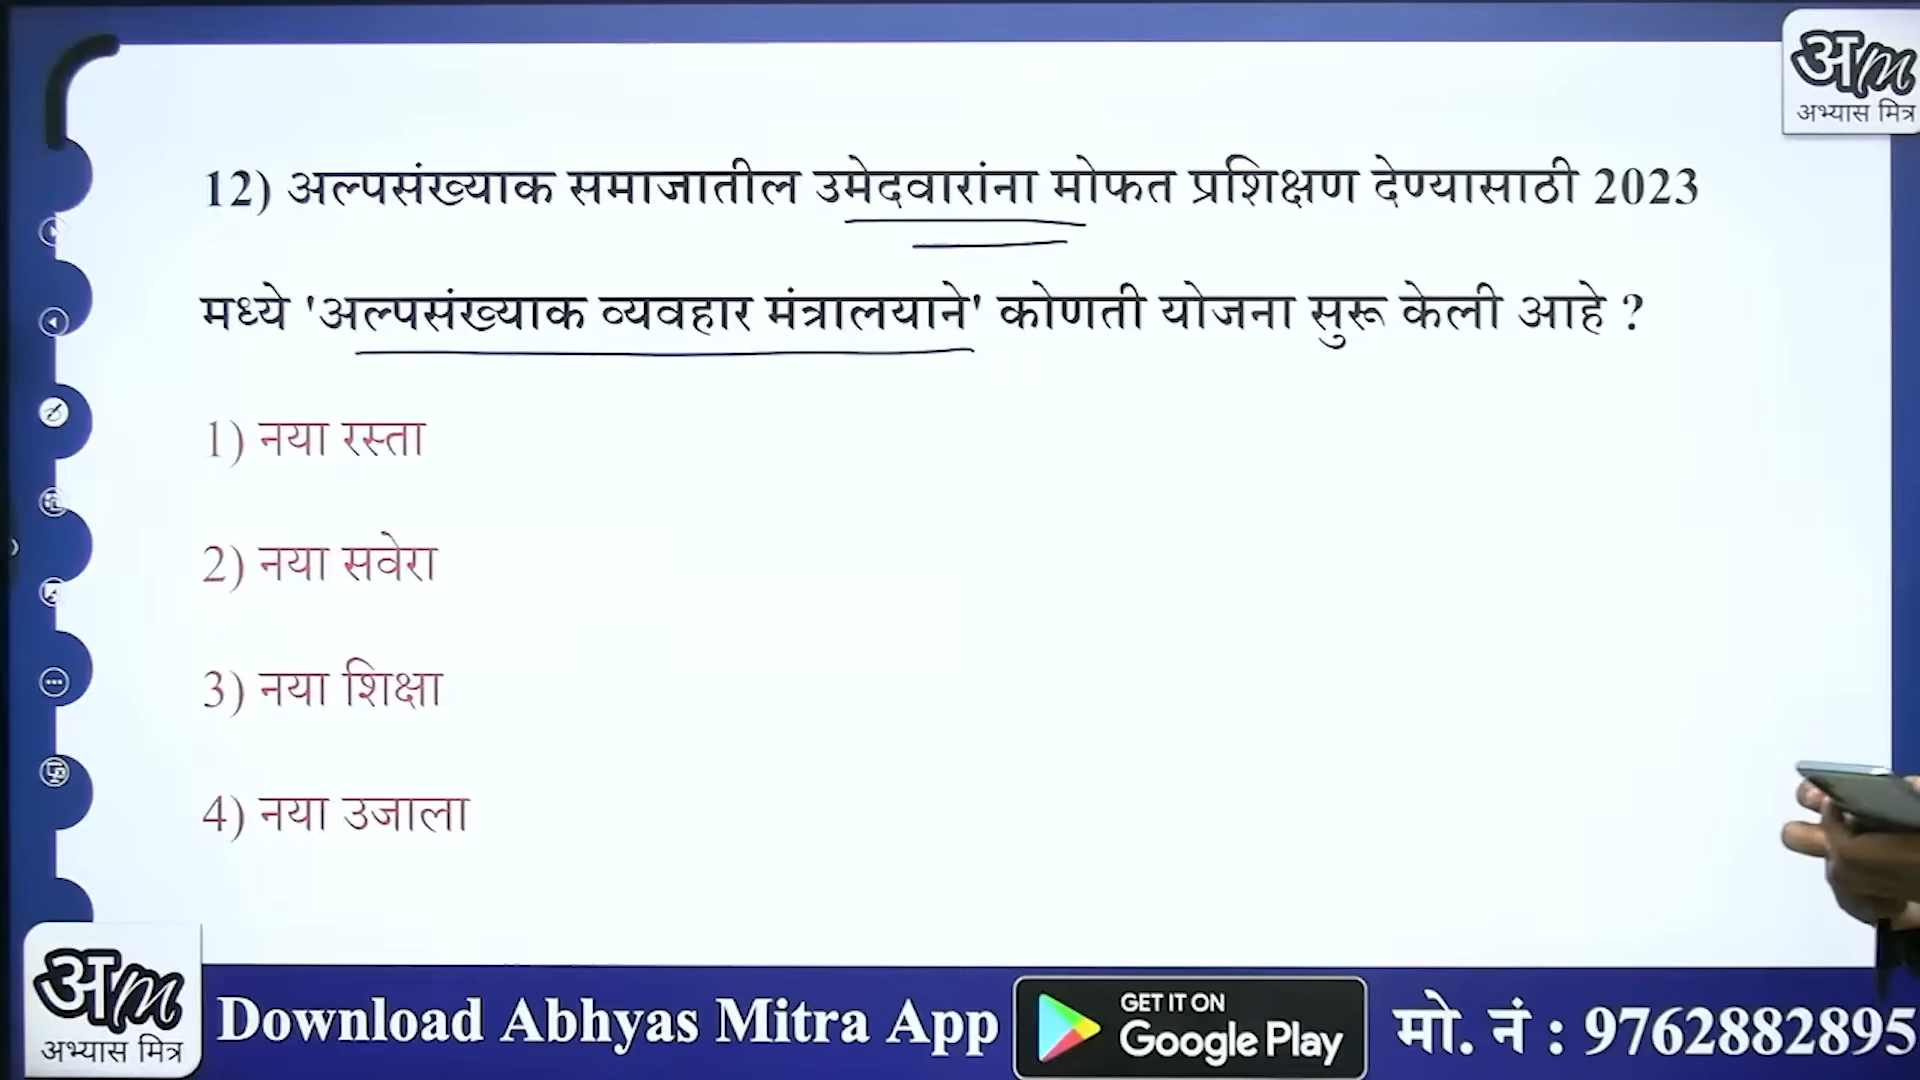 अm
अभ्यास मित्र
12) अल्पसंख्याक समाजातील उमेदवारांना मोफत प्रशिक्षण देण्यासाठी 2023
मध्ये 'अल्पसंख्याक व्यवहार मंत्रालयाने' कोणती योजना सुरू केली आहे ?
1) नया रस्ता
2) नया सवेरा
3) नया शिक्षा
4) नया उजाला
अm
अभ्यास मित्र
Download Abhyas Mitra App
GET IT ON
Google Play
मो. नं : 9762882895